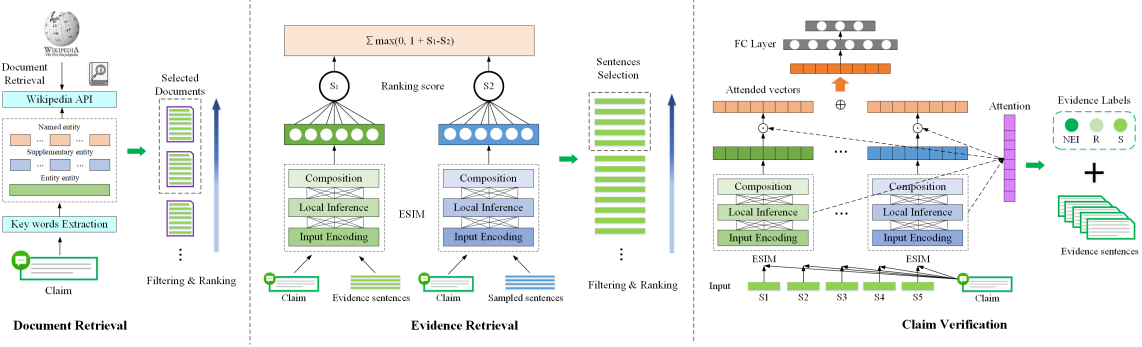 WIKIPEDIA
The Free Encyclopedia
Document
Retrieval
Wikipedia API
Named entity
... ...
Supplementary entity
... ...
Entity entity
Key words Extraction
Claim
Selected
Documents
...
Filtering & Ranking
Document Retrieval
∑ max(0, 1 + S₁-S₂)
S₁
Ranking score
S2
Composition
Local Inference
Input Encoding
ESIM
Composition
Local Inference
Input Encoding
Claim
Evidence sentences
Claim
Sampled sentences
Sentences
Selection
...
Filtering & Ranking
Evidence Retrieval
FC Layer
Attended vectors
Attention
...
Composition
Local Inference
Input Encoding
ESIM
...
Composition
Local Inference
Input Encoding
ESIM
Input
S1
S2
S3
S4
S5
Claim
Evidence Labels
NEI R S
+
Evidence sentences
Claim Verification